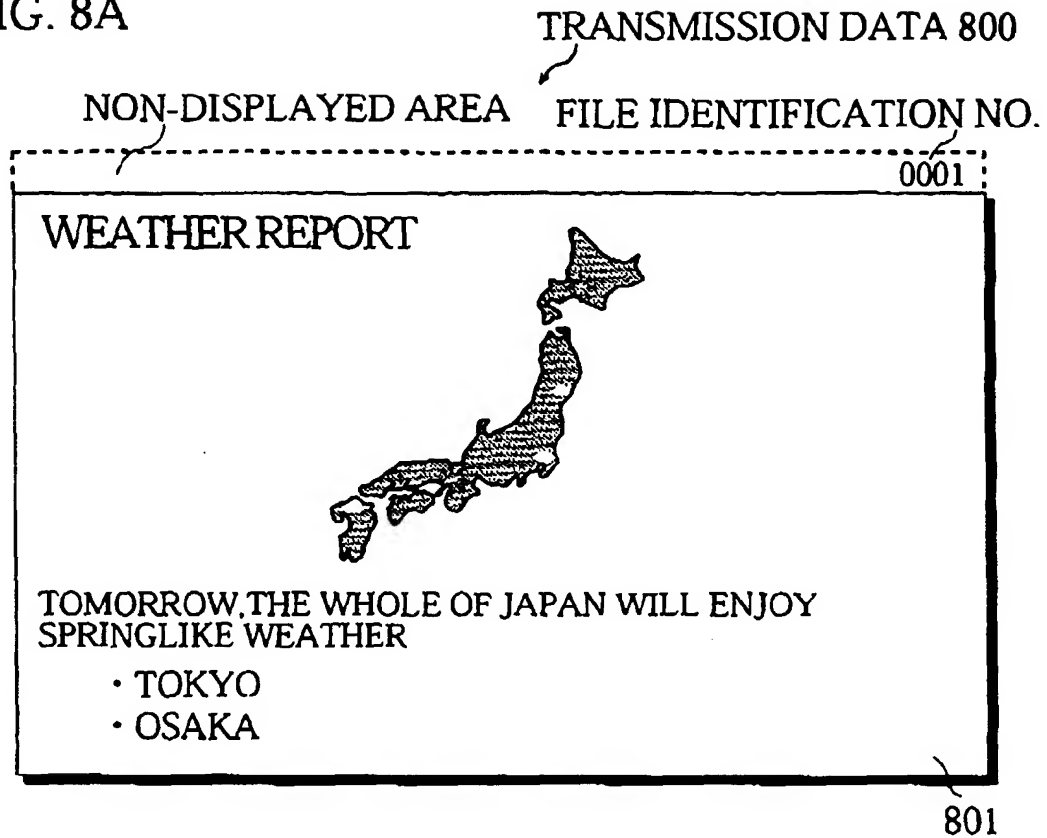 IG. 8A
TRANSMISSION DATA 800
NON-DISPLAYED AREA
FILE IDENTIFICATION NO.
0001
WEATHER REPORT
TOMORROW,THE WHOLE OF JAPAN WILL ENJOY
SPRINGLIKE WEATHER
· TOKYO
· OSAKA
801